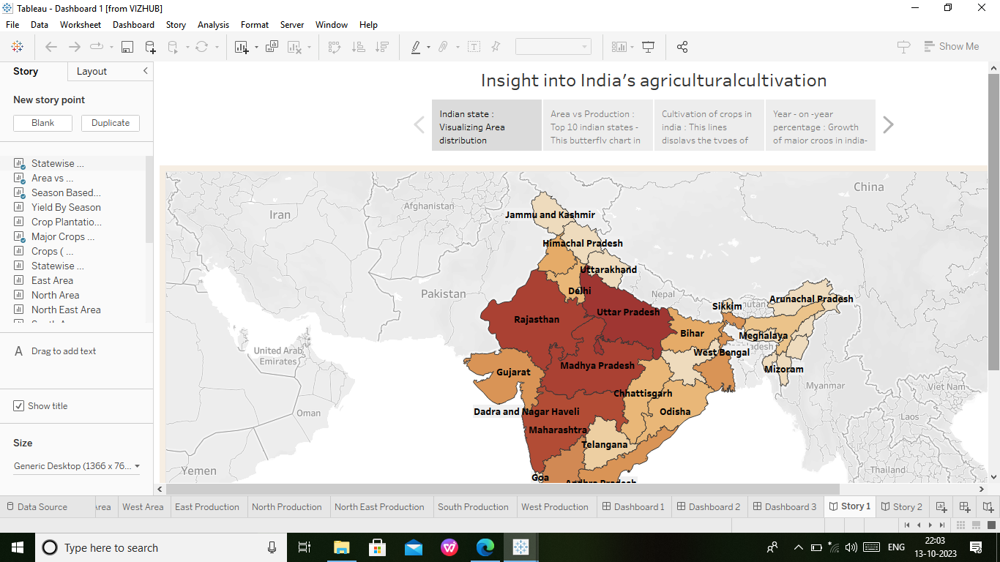 Tableau - Dashboard 1 [from VIZHUB]
File Data Worksheet Dashboard Story Analysis Format Server Window Help
Show Me
Story Layout
New story point
Blank Duplicate
Statewise ...
Area vs ...
Season Based...
Yield By Season
Crop Plantatio...
Major Crops ...
Crops ( ...
Statewise ...
East Area
North Area
North East Area
A Drag to add text
Show title
Size
Generic Desktop (1366 x 76...
Insight into India's agriculturalcultivation
Indian state :
Visualizing Area
distribution
Area vs Production :
Top 10 indian states -
This butterfly chart in
Cultivation of crops in
india : This lines
displays the types of
Year - on -year
percentage : Growth
of major crops in india-
China
Iran
Afghanistan
Jammu and Kashmir
Himachal Pradesh
Uttarakhand
Pakistan
Delhi
Nepal
Arunachal Pradesh
Sikkim
Uttar Pradesh
Rajasthan
Bihar
Meghalaya
West Bengal
United Arab
Emirates
Madhya Pradesh
Gujarat
Mizoram
Myanmar
Viet Nam
Chhattisgarh
Dadra and Nagar Haveli
Odisha
Oman
Laos
Maharashtra
Telangana
Yemen
Thailand
Goa
Andhra Pradesh
Data Source West Area East Production North Production North East Production South Production West Production Dashboard 1 Dashboard 2 Dashboard 3 Story 1 Story 2
Type here to search
ENG
22:03
13-10-2023